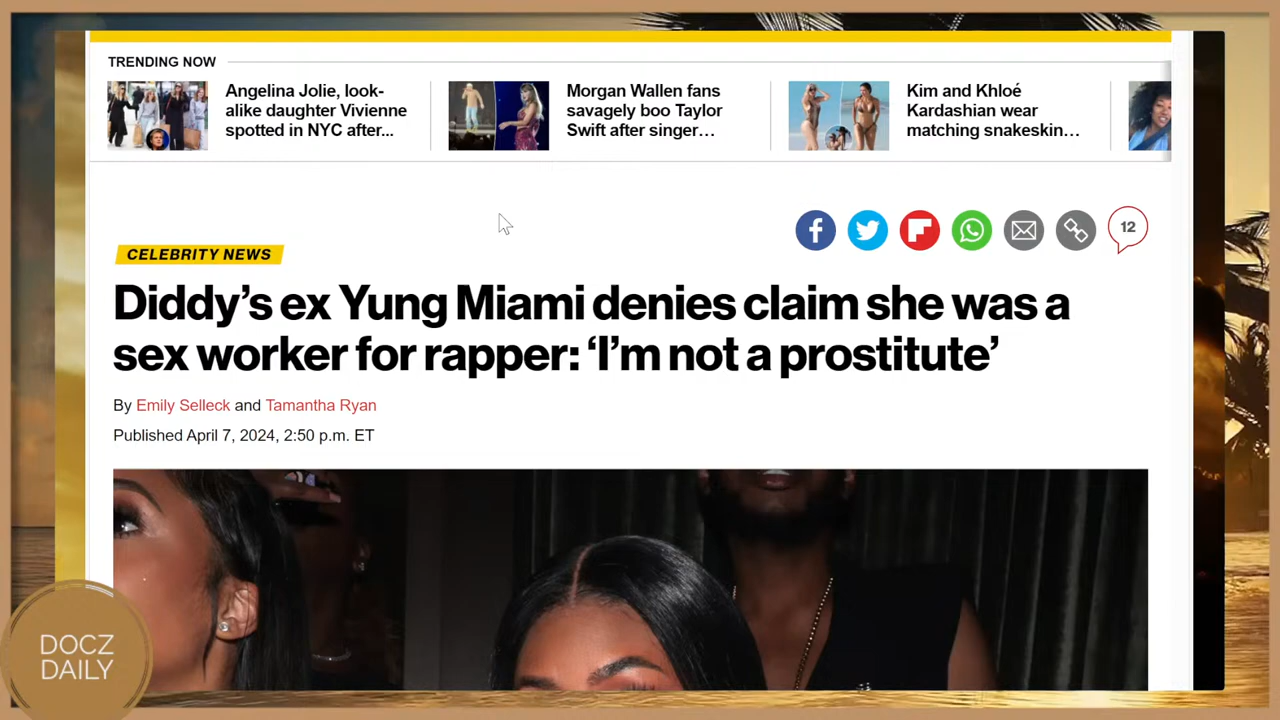 TRENDING NOW
Angelina Jolie, look-
alike daughter Vivienne
spotted in NYC after...
Morgan Wallen fans
savagely boo Taylor
Swift after singer…
Kim and Khloé
Kardashian wear
matching snakeskin…
12
CELEBRITY NEWS
Diddy’s ex Yung Miami denies claim she was a
sex worker for rapper: ‘I’m not a prostitute’
By Emily Selleck and Tamantha Ryan
Published April 7, 2024, 2:50 p.m. ET
DOCZ
DAILY